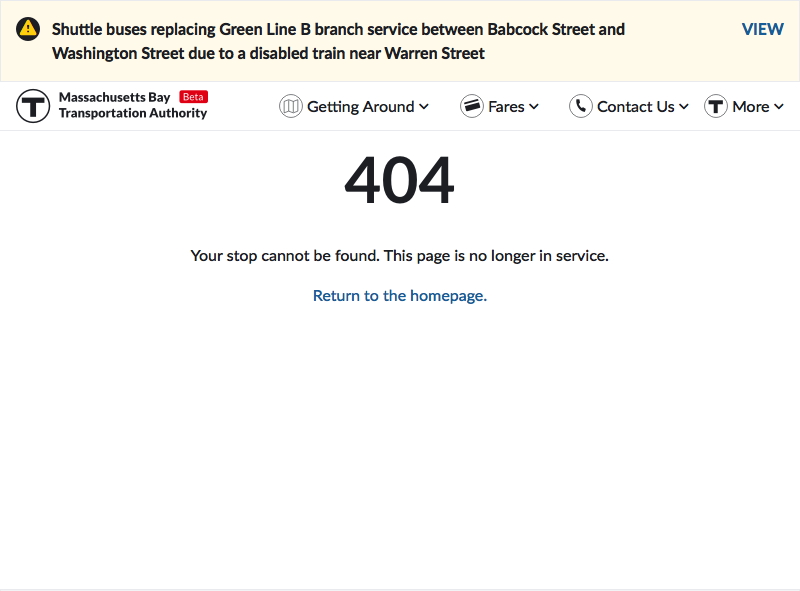 Shuttle buses replacing Green Line B branch service between Babcock Street and
Washington Street due to a disabled train near Warren Street
VIEW
T
Massachusetts Bay Beta
Transportation Authority
Getting Around
Fares
Contact Us
T
More
404
Your stop cannot be found. This page is no longer in service.
Return to the homepage.